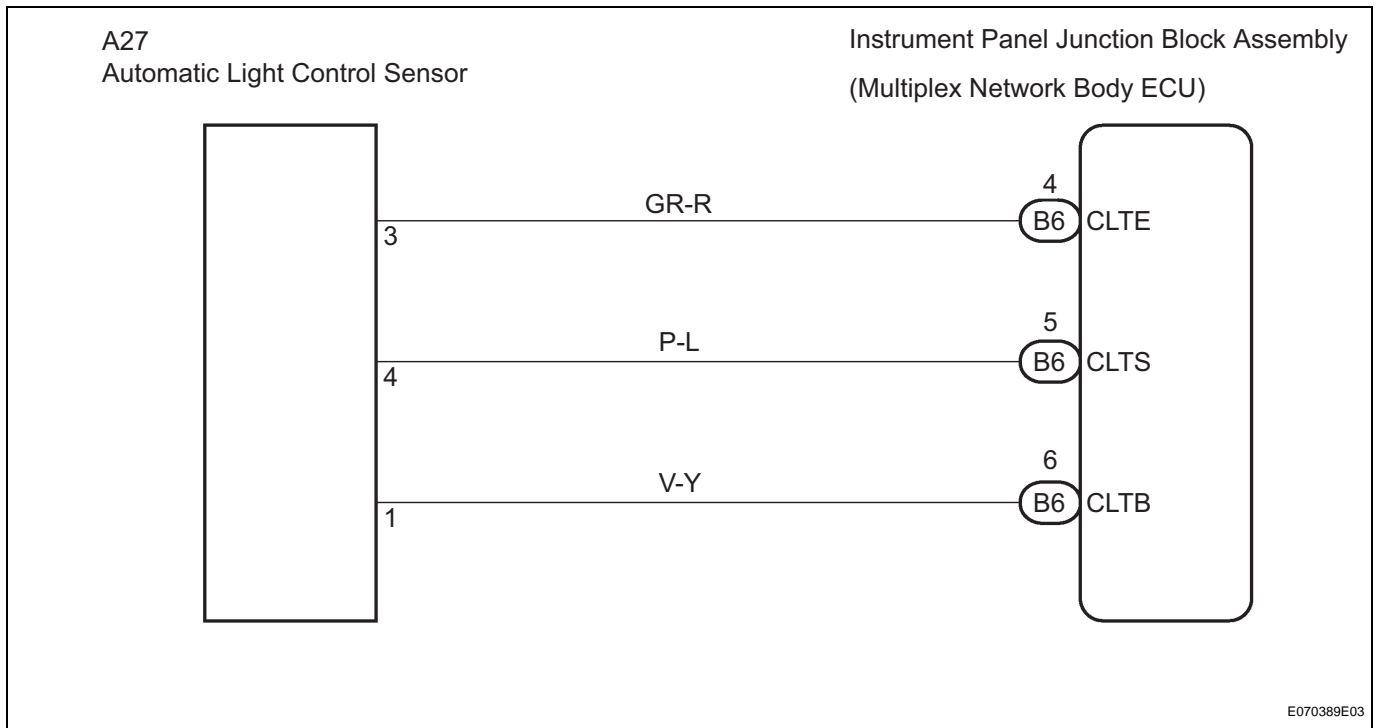 A27
Automatic Light Control Sensor
Instrument Panel Junction Block Assembly
(Multiplex Network Body ECU)
GR-R
3
4
B6
CLTE
P-L
4
5
B6
CLTS
V-Y
1
6
B6
CLTB
E070389E03